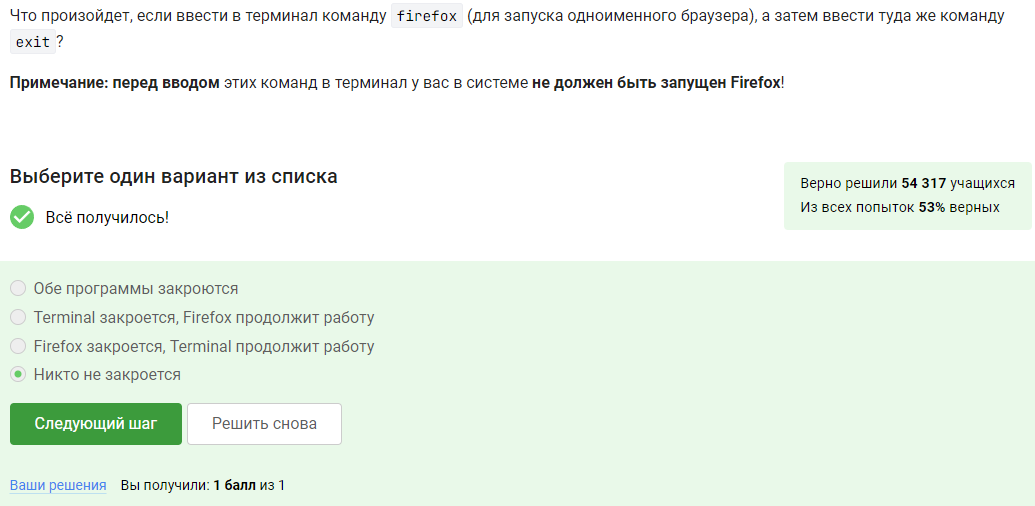 Что произойдет, если ввести в терминал команду firefox (для запуска одноименного браузера), а затем ввести туда же команду
exit ?
Примечание: перед вводом этих команд в терминал у вас в системе не должен быть запущен Firefox!
Выберите один вариант из списка
Всё получилось!
Верно решили 54 317 учащихся
Из всех попыток 53% верных
Обе программы закроются
Terminal закроется, Firefox продолжит работу
Firefox закроется, Terminal продолжит работу
Никто не закроется
Следующий шаг
Решить снова
Ваши решения Вы получили: 1 балл из 1